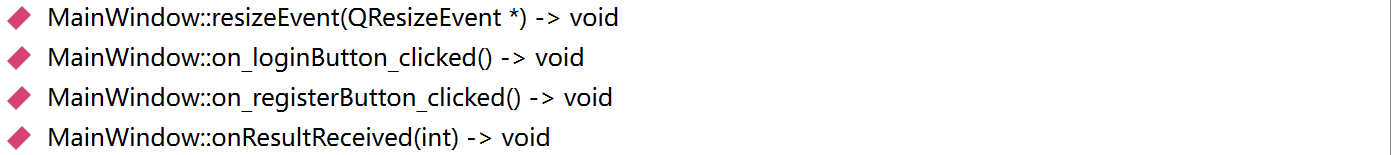 MainWindow::resizeEvent(QResizeEvent *) -> void
MainWindow::on_loginButton_clicked() -> void
MainWindow::on_registerButton_clicked() -> void
MainWindow::onResultReceived(int) -> void